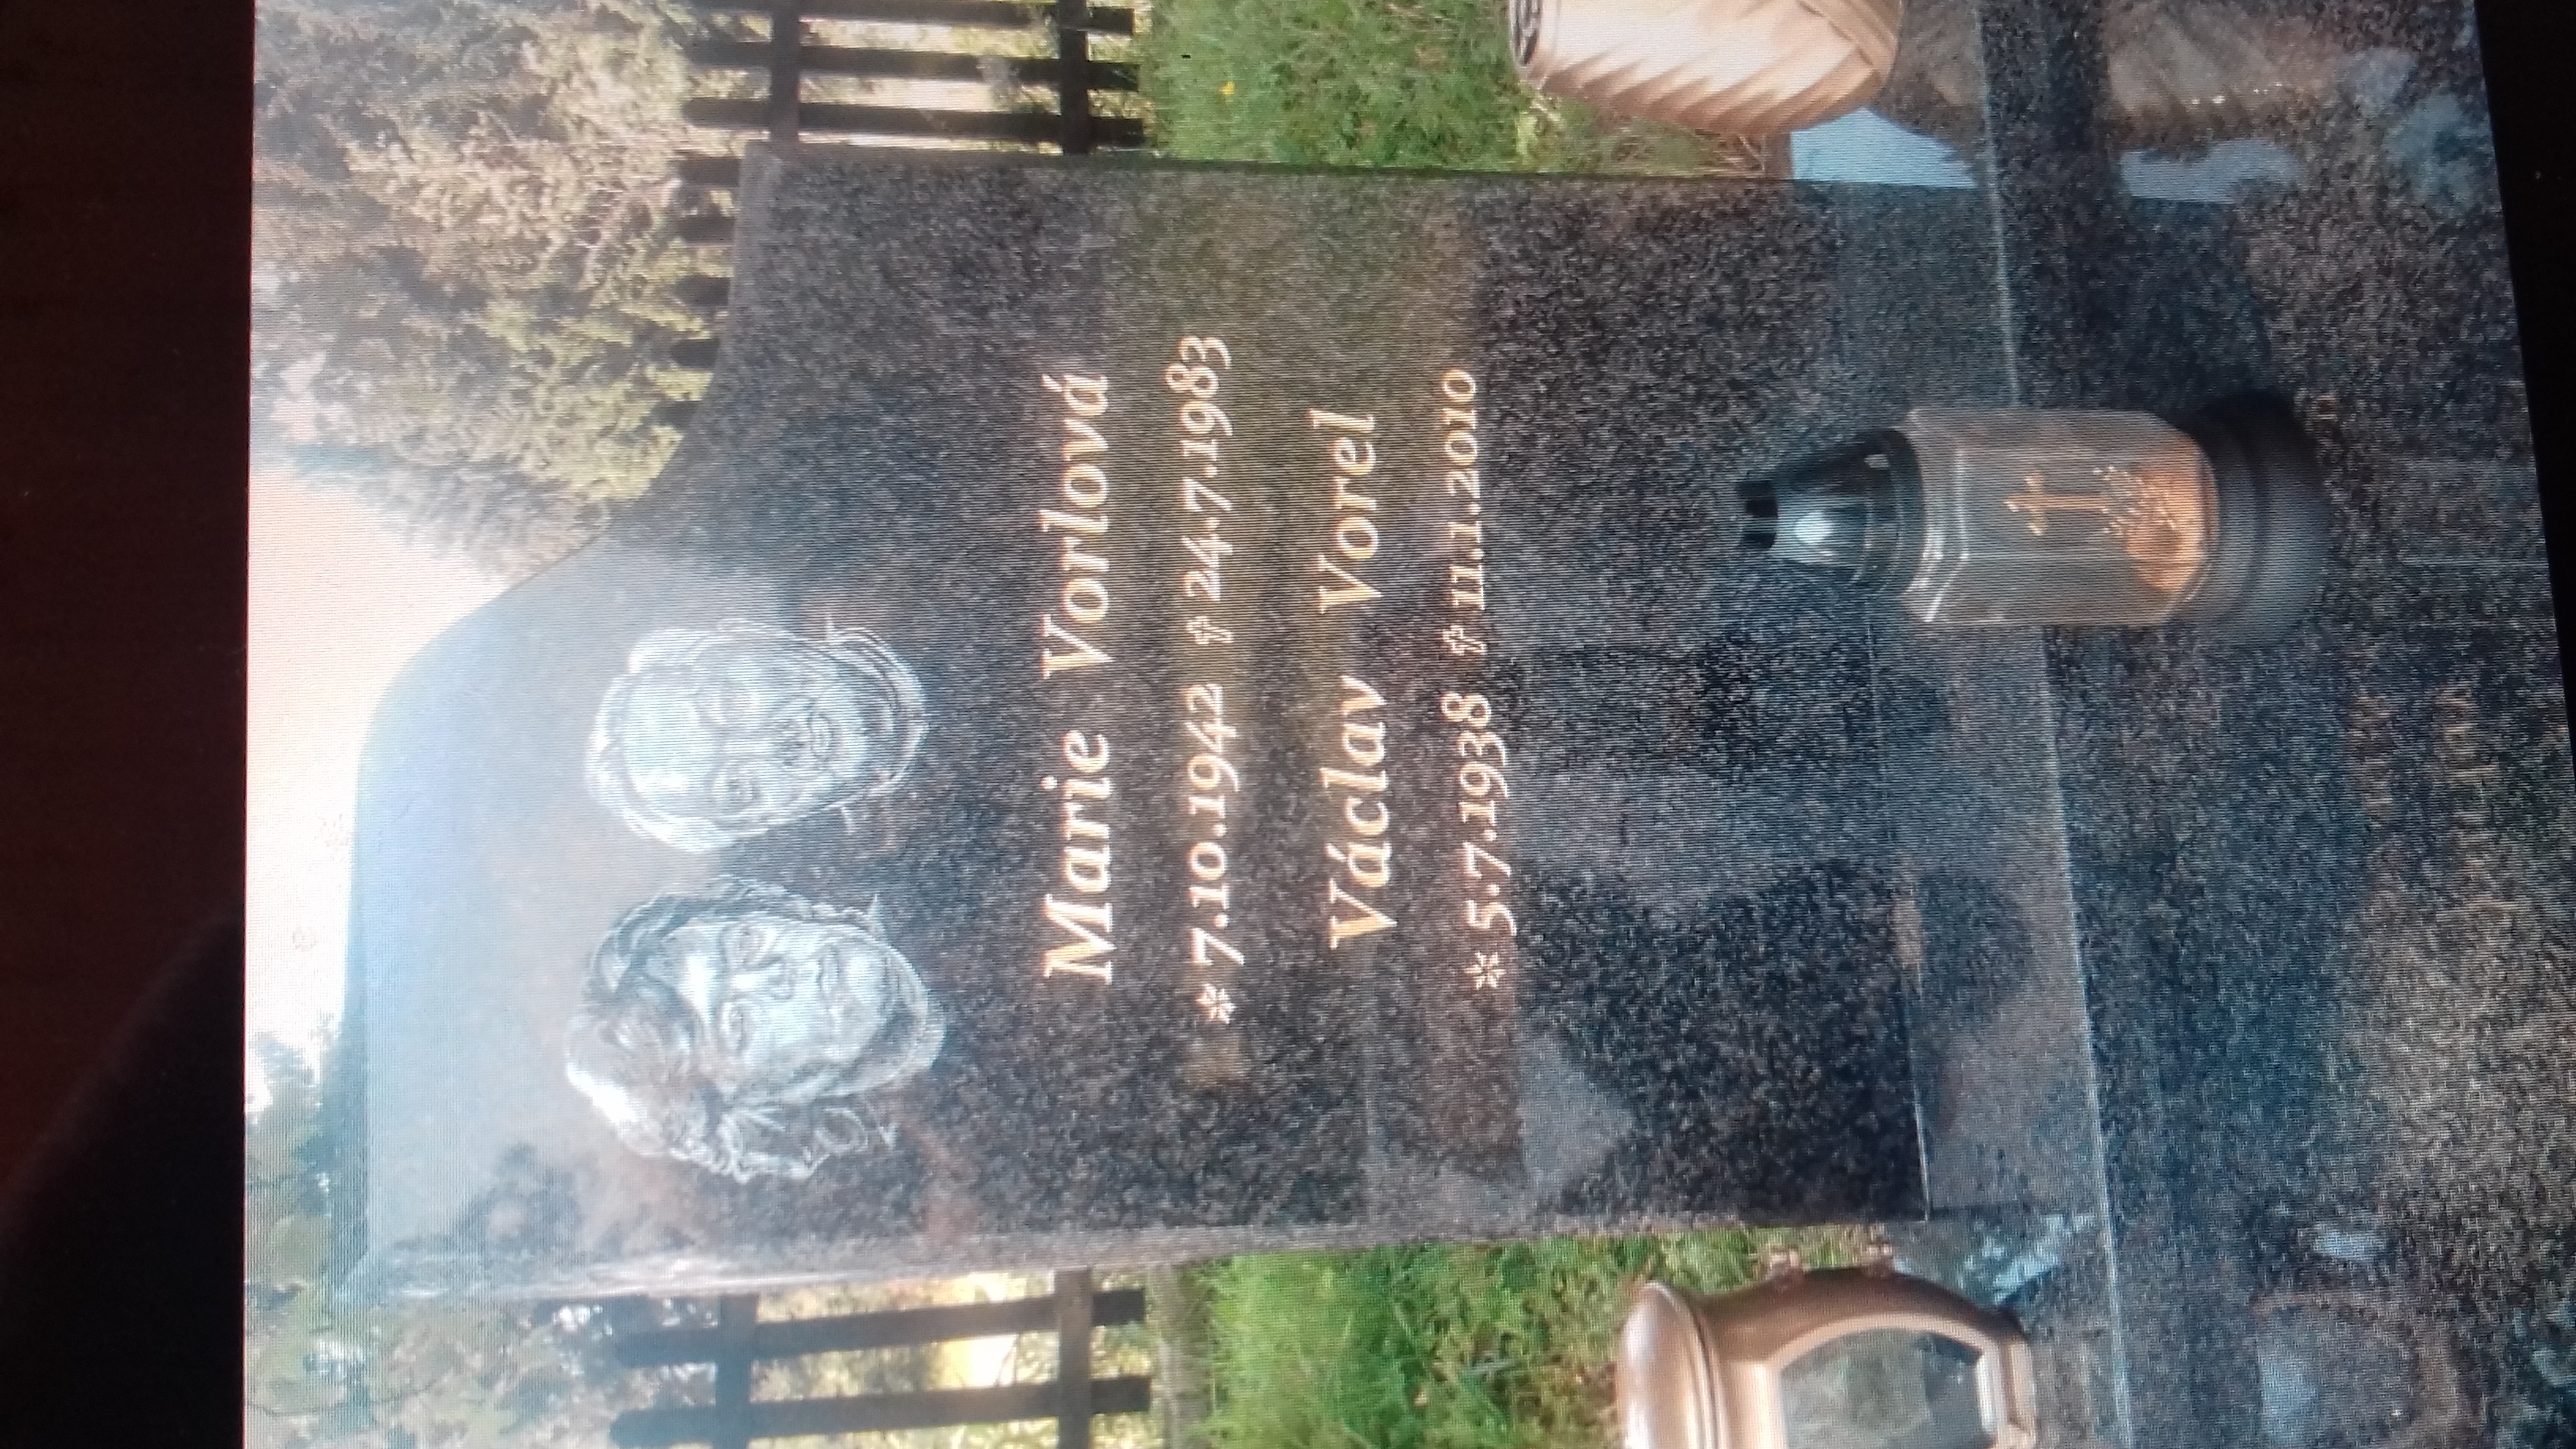 Marie Vorlová
* 7.10.1942 ✞ 24.7.1983
Václav Vorel
* 5.7.1938 ✞ 11.1.2010